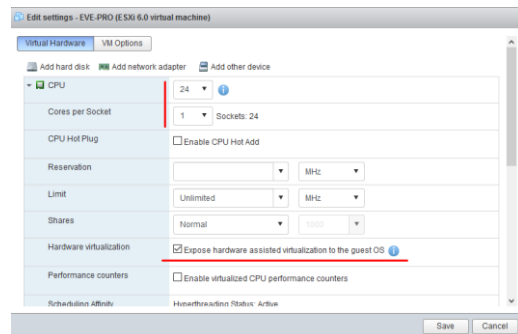 Edit settings - EVE-PRO (ESXi 6.0 virtual machine)
Virtual Hardware VM Options
Add hard disk Add network adapter Add other device
CPU 24
Cores per Socket 1 Sockets: 24
CPU Hot Plug Enable CPU Hot Add
Reservation MHz
Limit Unlimited MHz
Shares Normal 1000
Hardware virtualization Expose hardware assisted virtualization to the guest OS
Performance counters Enable virtualized CPU performance counters
Scheduling Affinity Hyperthreading Status: Active
Save Cancel